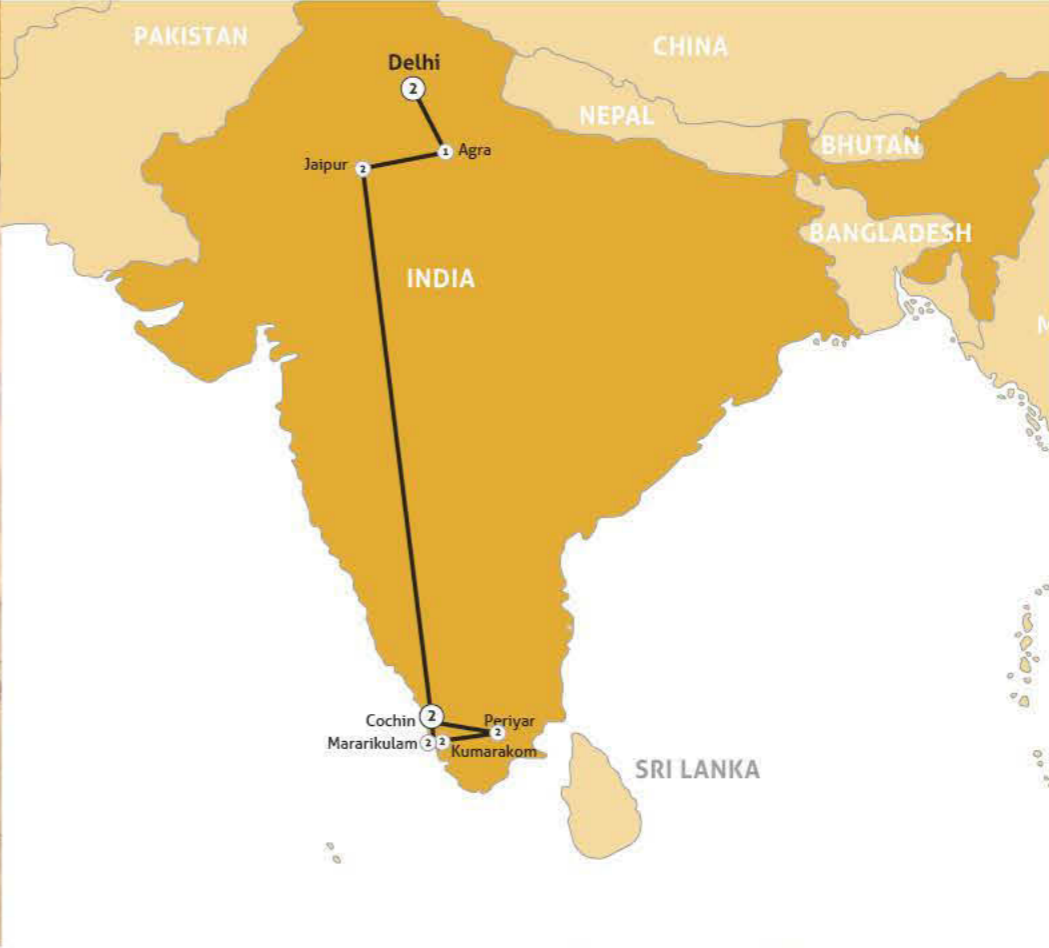 PAKISTAN
CHINA
Delhi
2
NEPAL
BHUTAN
1 Agra
Jaipur 2
BANGLADESH
INDIA
M
Cochin 2
Periyar
2
Mararikulam 2 2
Kumarakom
SRI LANKA